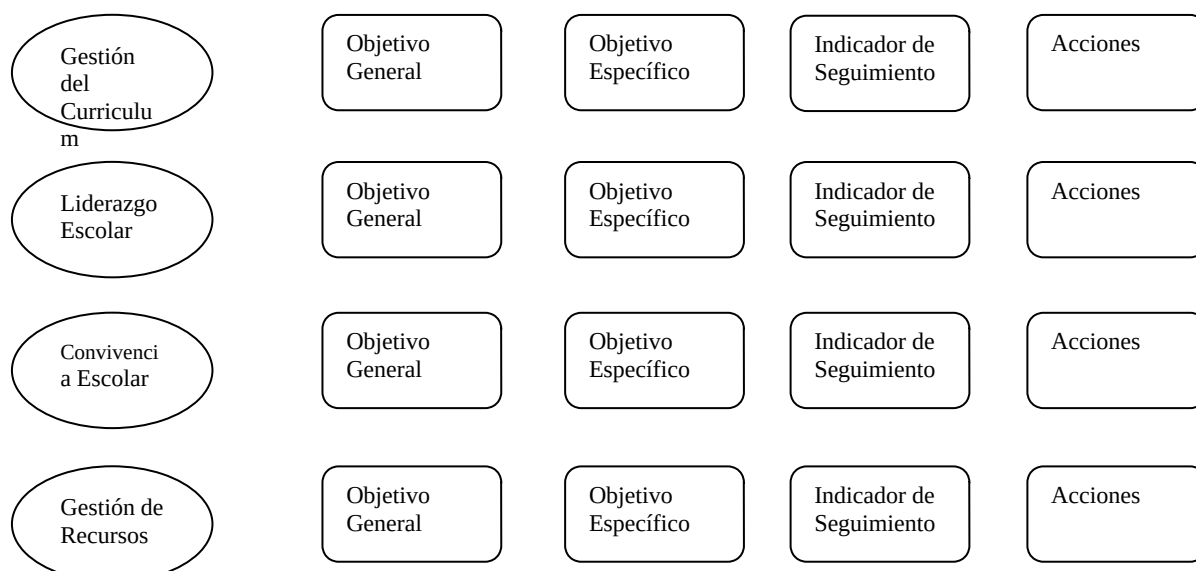 Gestión
del
Curriculu
m
Objetivo
General
Objetivo
Específico
Indicador de
Seguimiento
Acciones
Liderazgo
Escolar
Objetivo
General
Objetivo
Específico
Indicador de
Seguimiento
Acciones
Convivenci
a Escolar
Objetivo
General
Objetivo
Específico
Indicador de
Seguimiento
Acciones
Gestión de
Recursos
Objetivo
General
Objetivo
Específico
Indicador de
Seguimiento
Acciones